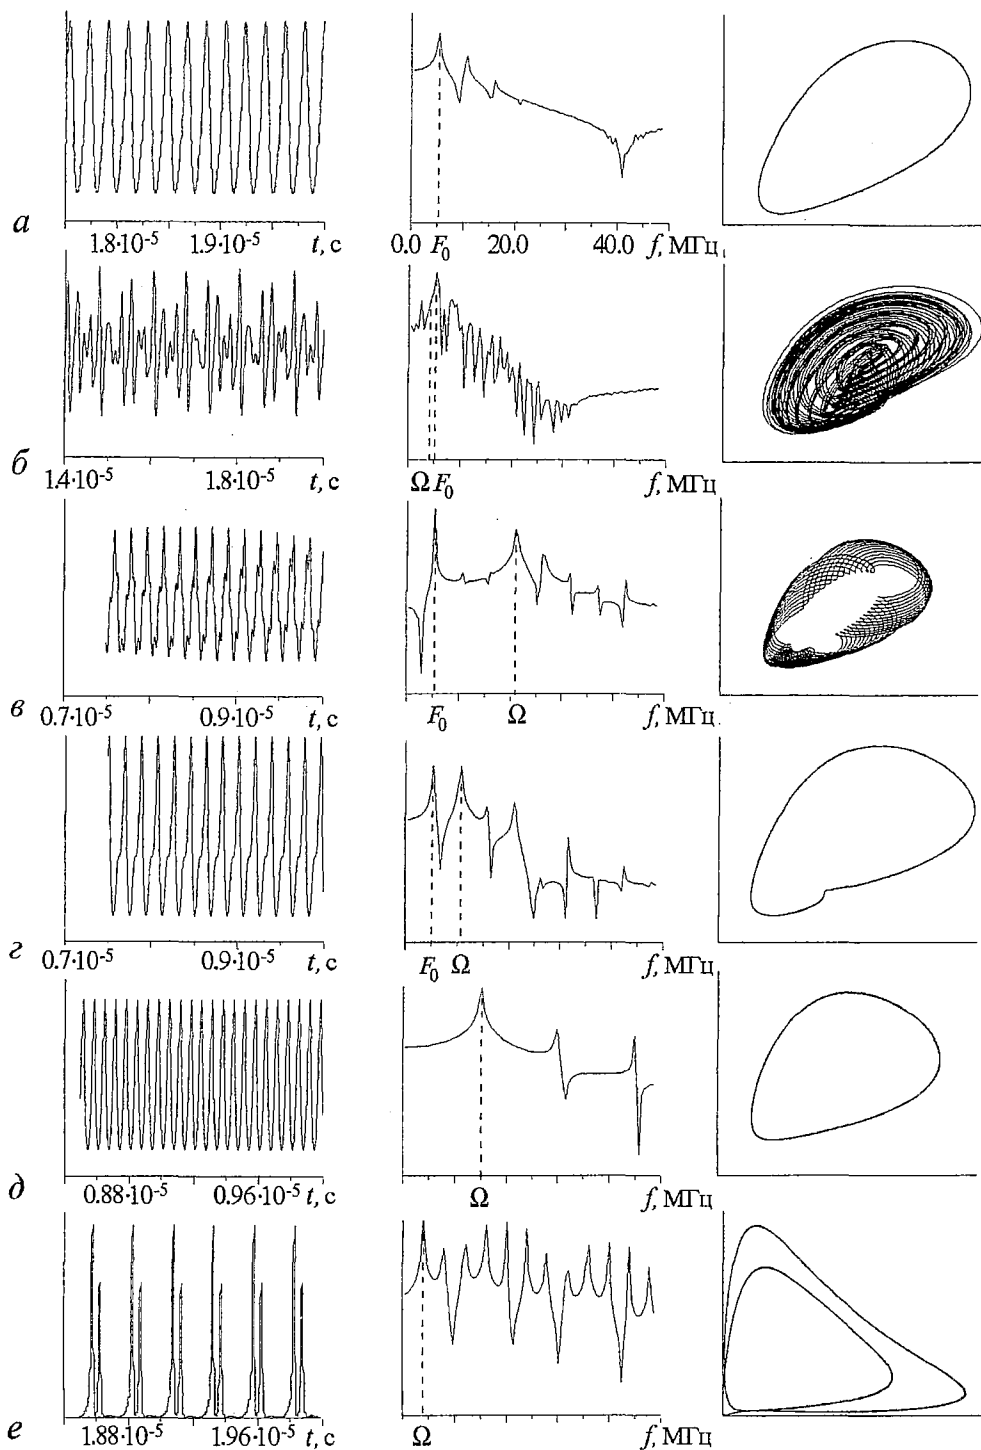 а
1.8·10⁻⁵ 1.9·10⁻⁵ t, с 0.0 F₀ 20.0 40.0 f, МГц
б
1.4·10⁻⁵ 1.8·10⁻⁵ t, с Ω F₀ f, МГц
в
0.7·10⁻⁵ 0.9·10⁻⁵ t, с F₀ Ω f, МГц
г
0.7·10⁻⁵ 0.9·10⁻⁵ t, с F₀ Ω f, МГц
д
0.88·10⁻⁵ 0.96·10⁻⁵ t, с Ω f, МГц
е
1.88·10⁻⁵ 1.96·10⁻⁵ t, с Ω f, МГц